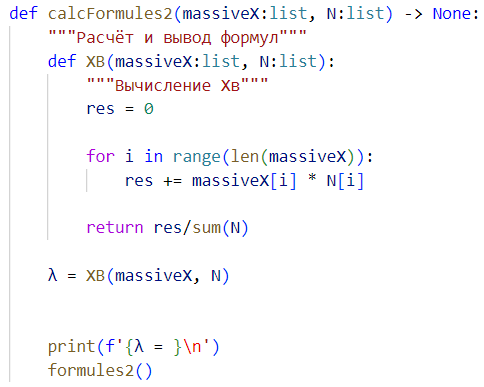 def calcFormules2(massiveX:list, N:list) -> None:
    """Расчёт и вывод формул"""
    def XB(massiveX:list, N:list):
        """Вычисление Xв"""
        res = 0
        for i in range(len(massiveX)):
            res += massiveX[i] * N[i]
        return res/sum(N)
    λ = XB(massiveX, N)
    print(f'{λ = }\n')
    formules2()